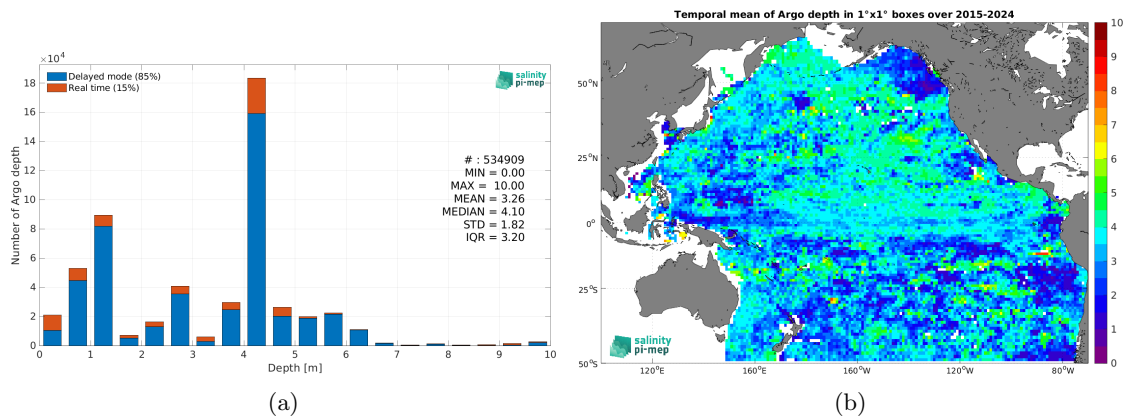 ×10⁴
Delayed mode (85%)
Real time (15%)
salinity
pi-mep
Number of Argo depth
18
16
14
12
10
8
6
4
2
0
# : 534909
MIN = 0.00
MAX = 10.00
MEAN = 3.26
MEDIAN = 4.10
STD = 1.82
IQR = 3.20
0 1 2 3 4 5 6 7 8 9 10
Depth [m]
(a)
Temporal mean of Argo depth in 1°x1° boxes over 2015-2024
50°N
25°N
0°
25°S
50°S
120°E 160°E 160°W 120°W 80°W
salinity
pi-mep
10
9
8
7
6
5
4
3
2
1
0
(b)